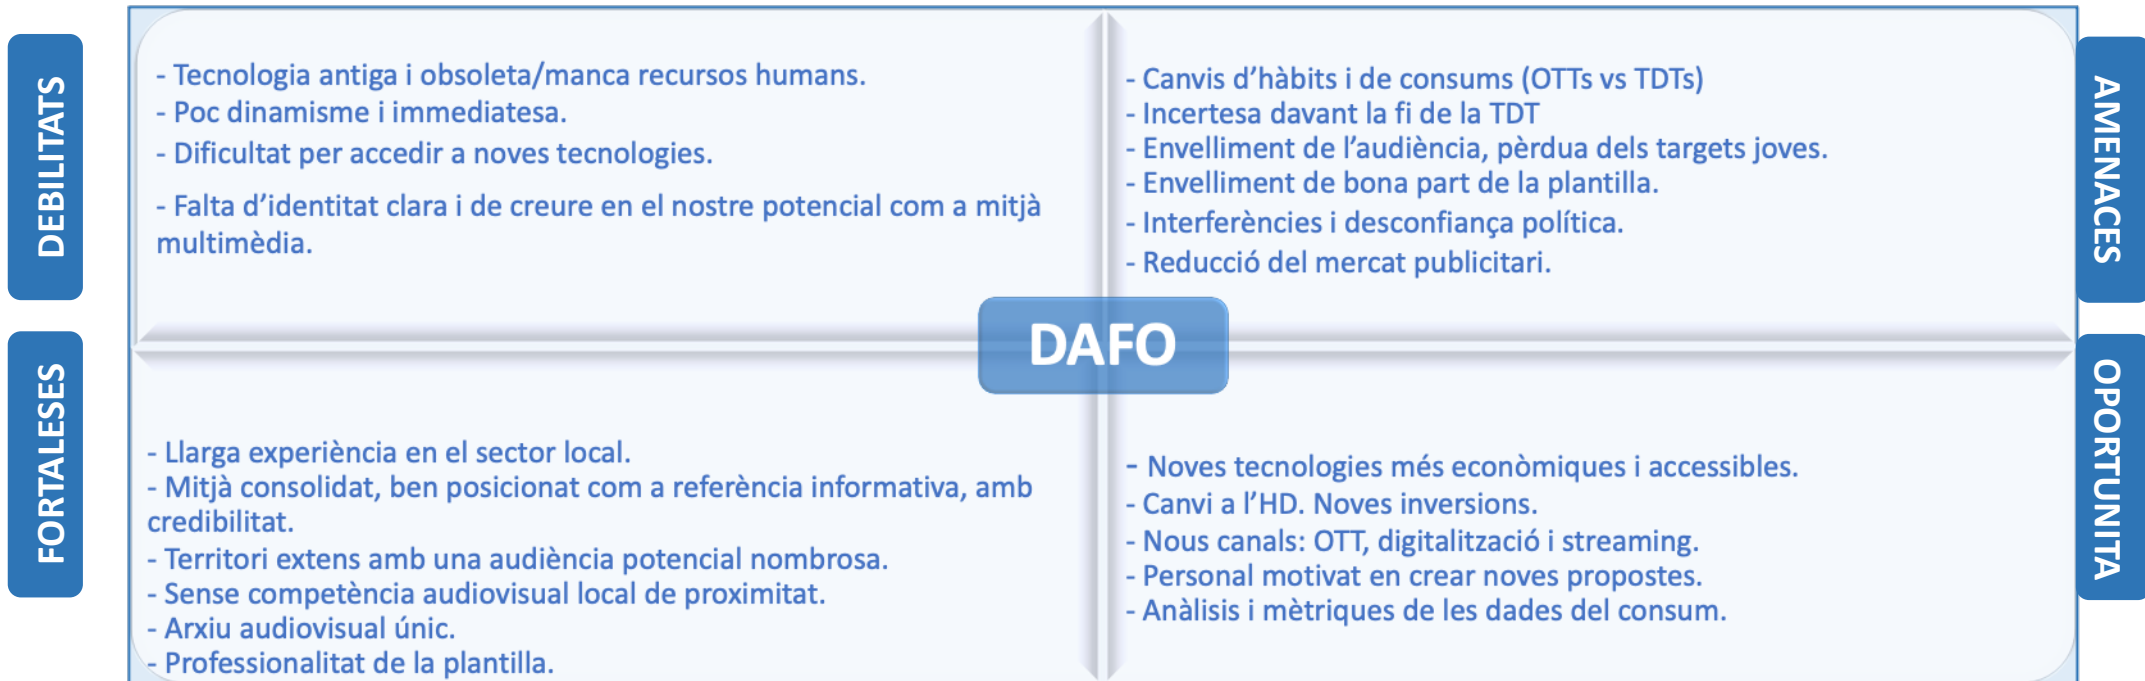 DEBILITATS
- Tecnologia antiga i obsoleta/manca recursos humans.
- Poc dinamisme i immediatesa.
- Dificultat per accedir a noves tecnologies.
- Falta d’identitat clara i de creure en el nostre potencial com a mitjà
multimèdia.
AMENACES
- Canvis d’hàbits i de consums (OTTs vs TDTs)
- Incertesa davant la fi de la TDT
- Envelliment de l’audiència, pèrdua dels targets joves.
- Envelliment de bona part de la plantilla.
- Interferències i desconfiança política.
- Reducció del mercat publicitari.
DAFO
FORTALESES
- Llarga experiència en el sector local.
- Mitjà consolidat, ben posicionat com a referència informativa, amb
credibilitat.
- Territori extens amb una audiència potencial nombrosa.
- Sense competència audiovisual local de proximitat.
- Arxiu audiovisual únic.
- Professionalitat de la plantilla.
OPORTUNITA
- Noves tecnologies més econòmiques i accessibles.
- Canvi a l’HD. Noves inversions.
- Nous canals: OTT, digitalització i streaming.
- Personal motivat en crear noves propostes.
- Anàlisis i mètriques de les dades del consum.